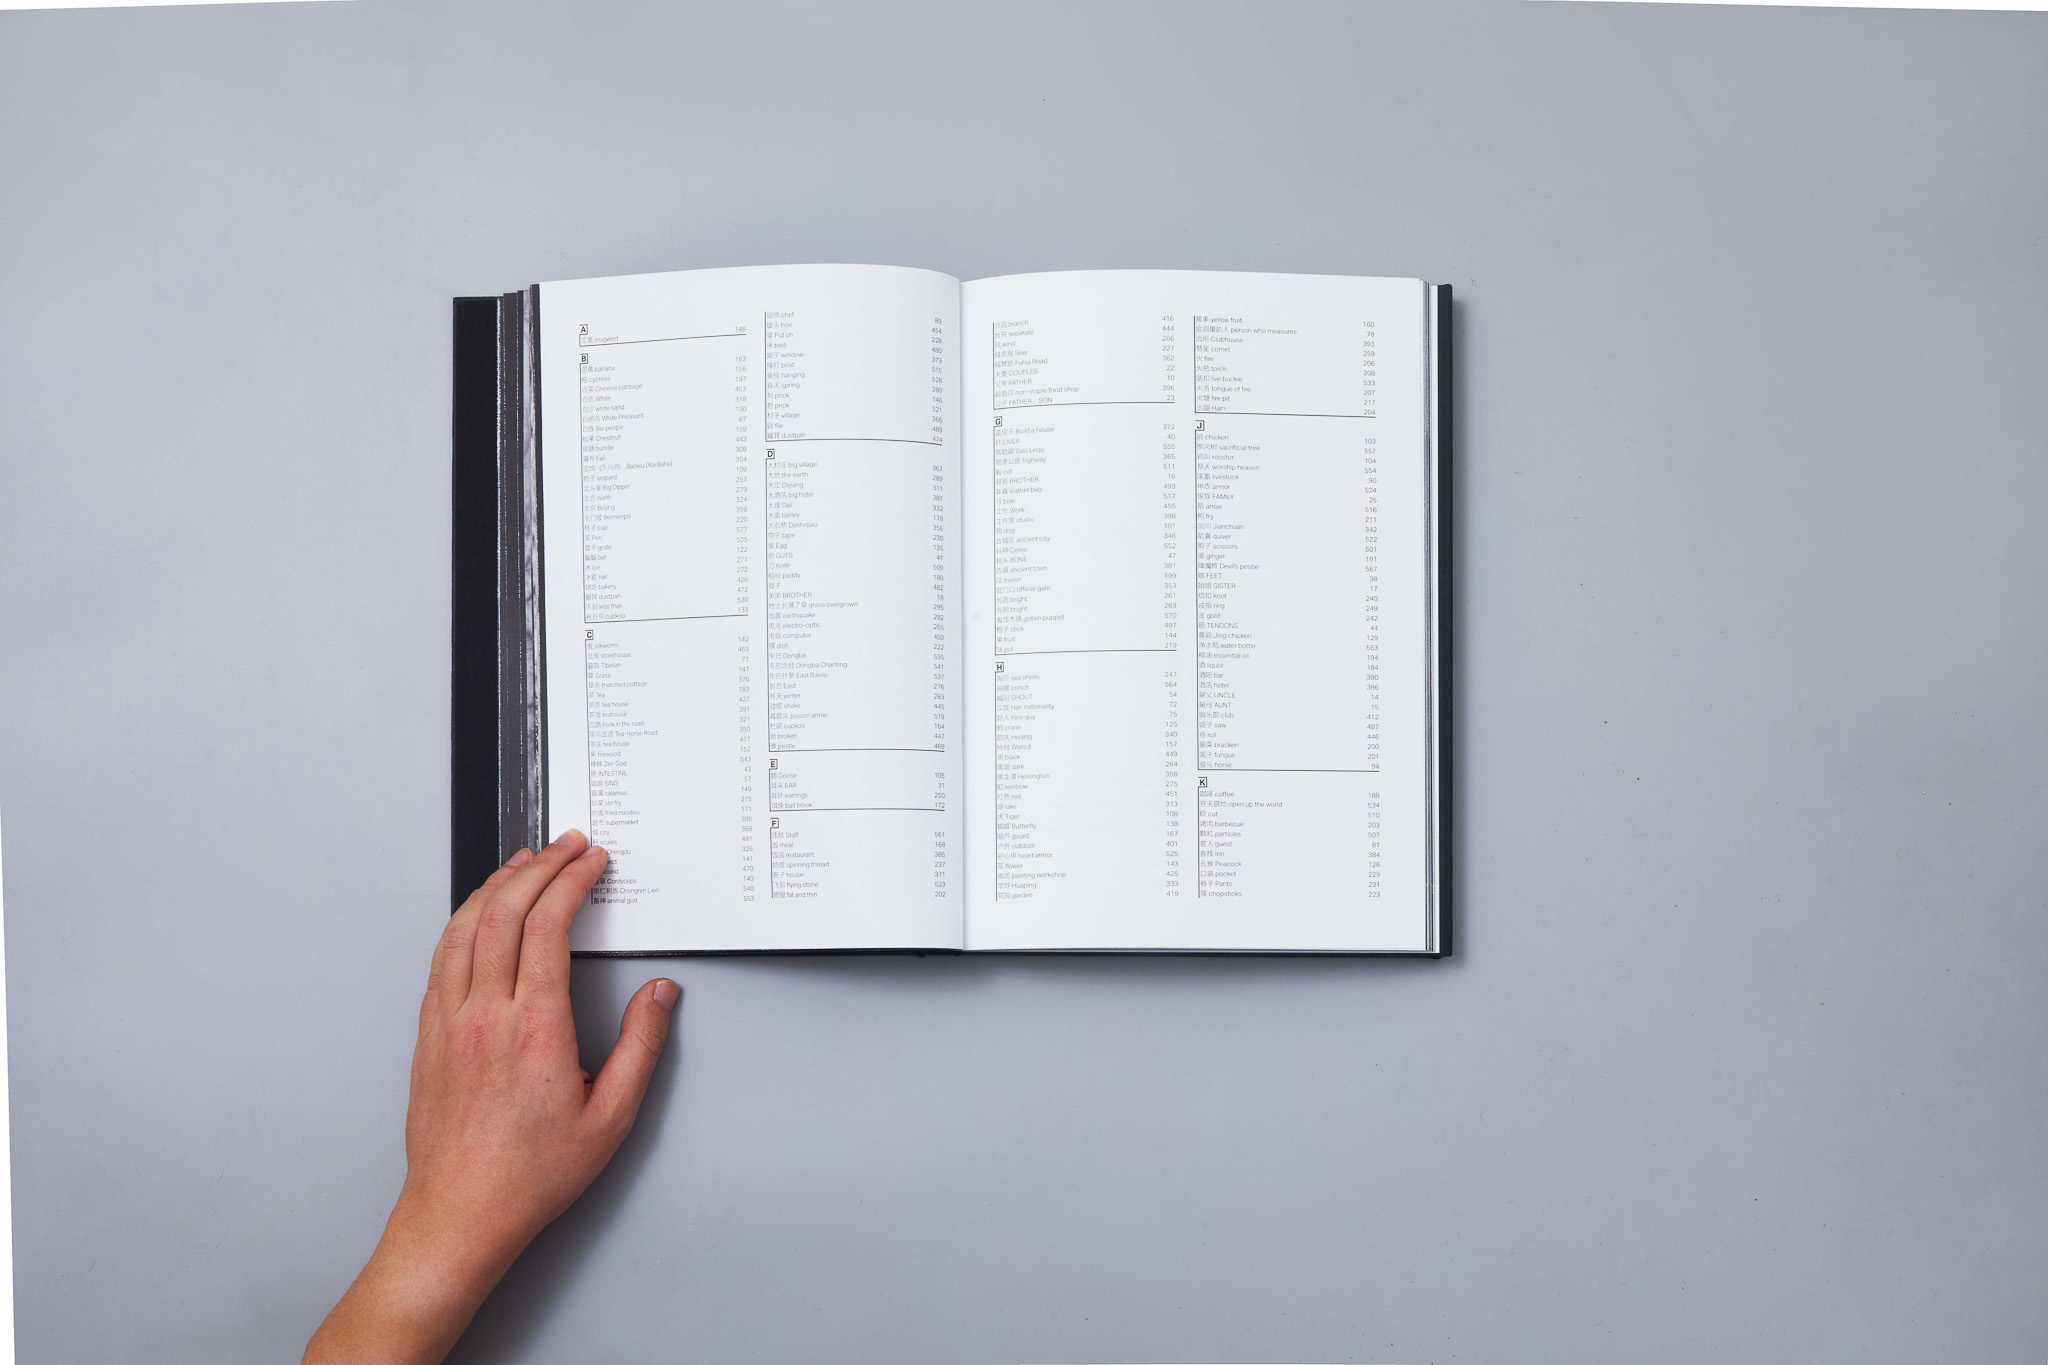 A
艾蒿 mugwort 148
B
芭蕉 banana 163
柏 cypress 156
白菜 Chinese cabbage 197
白色 White 453
白沙 white sand 318
白鹇鸟 White Pheasant 130
白族 Bai people 67
板栗 Chestnut 159
bundle 443
瀑布 Fall 309
宝戏（下八河） Baowu (Xia Bahe) 354
豹子 leopard 109
北斗星 Big Dipper 257
北方 north 279
北京 Beijing 324
北门坡 Beimenpo 359
杯子 cup 220
笔 Pen 577
篦子 grate 505
蝙蝠 bat 122
冰 ice 271
冰雹 hail 272
饼坊 bakery 426
簸箕 dustpan 472
不到 less than 530
布谷鸟 cuckoo 133
C
蚕 silkworm 142
仓库 storehouse 463
藏族 Tibetan 71
草 Grass 147
草房 thatched cottage 376
茶 Tea 183
茶坊 tea house 427
茶馆 teahouse 391
岔路 Fork in the road 321
茶马古道 Tea-Horse Road 350
茶庄 tea house 417
柴 firewood 152
禅神 Zen God 543
肠 INTESTINE 43
唱歌 SING 57
菖蒲 calamus 149
炒菜 stir fry 215
炒面 fried noodles 171
超市 supermarket 395
城 city 368
秤 scales 481
Chengdu 326
141
470
Cordyceps 140
崇仁利恩 Chongren Lien 540
畜神 animal god 553
厨师 chef 89
锄头 hoe 454
穿 Put on 228
床 bed 480
窗子 window 373
捶打 beat 515
垂挂 hanging 528
春天 spring 280
刺 prick 146
刺 prick 521
村子 village 366
锉 file 489
簸箕 dustpan 474
D
大村庄 big village 367
大地 the earth 289
大江 Dajiang 311
大酒店 big hotel 387
大理 Dali 332
大麦 barley 178
大石桥 Dashiqiao 356
带子 tape 230
蛋 Egg 135
胆 GUTS 41
刀 Knife 509
稻谷 paddy 180
482
弟弟 BROTHER 18
地上长满了草 grass overgrown 295
地震 earthquake 292
电光 electro-optic 265
电脑 computer 403
碟 dish 222
东巴 Dongba 535
东巴念经 Dongba Chanting 541
东巴什罗 East Basilo 537
东方 East 276
冬天 winter 283
动摇 shake 445
毒箭头 poison arrow 519
杜鹃 cuckoo 164
断 broken 447
碓 pestle 469
E
鹅 Goose 105
耳朵 EAR 31
耳环 earrings 250
饵块 bait block 172
F
法杖 Staff 561
饭 meal 168
饭店 restaurant 385
纺线 spinning thread 237
房子 house 371
飞石 flying stone 523
肥瘦 fat and thin 202
分店 branch 416
分开 separate 444
风 wind 266
缝衣服 Sew 227
福慧路 Fuhui Road 362
夫妻 COUPLES 22
父亲 FATHER 10
副食店 non-staple food shop 396
父子 FATHER、SON 23
G
盖房子 Build a house 372
肝 LIVER 40
高勒趣 Gao Lequ 555
高速公路 highway 365
割 cut 511
哥哥 BROTHER 16
革囊 leather bag 493
弓 bow 517
工作 Work 455
工作室 studio 398
狗 dog 101
古城区 ancient city 346
谷神 Ceres 552
骨头 BONE 47
古镇 ancient town 381
瓜 melon 199
官门口 official gate 353
光亮 bright 261
光明 bright 263
鬼怪木偶 goblin puppet 570
棍子 stick 497
果 fruit 144
锅 pot 219
H
海贝 sea shells 247
海螺 conch 564
喊叫 SHOUT 54
汉族 Han nationality 72
好人 nice guy 75
鹤 crane 125
鹤庆 Heqing 340
核桃 Walnut 157
黑 black 449
黑暗 dark 264
黑龙潭 Heilongtan 358
虹 rainbow 275
红色 red 451
湖 lake 313
虎 Tiger 108
蝴蝶 Butterfly 138
葫芦 gourd 167
户外 outdoor 401
护心甲 heart armor 525
花 flower 143
画坊 painting workshop 425
华坪 Huaping 333
花园 garden 419
黄果 yellow fruit 160
会测量的人 person who measures 78
会所 Clubhouse 393
彗星 comet 259
火 fire 206
火把 torch 208
活扣 live buckle 533
火舌 tongue of fire 207
火塘 fire pit 217
火腿 Ham 204
J
鸡 chicken 103
祭风树 sacrificial tree 557
鸡叫 rooster 104
祭天 worship heaven 554
家畜 livestock 90
甲衣 armor 524
家族 FAMILY 25
箭 arrow 516
煎 fry 211
剑川 Jianchuan 342
箭囊 quiver 522
剪子 scissors 501
姜 ginger 191
降魔杵 Devil's pestle 567
脚 FEET 38
姐姐 SISTER 17
结扣 knot 240
戒指 ring 249
金 gold 242
筋 TENDONS 44
菁鸡 Jing chicken 129
净水瓶 water bottle 563
精油 essential oil 194
酒 liquor 184
酒吧 bar 390
酒店 hotel 386
舅父 UNCLE 14
舅母 AUNT 15
俱乐部 club 412
锯子 saw 487
卷 roll 446
蕨菜 bracken 200
菌子 fungus 201
骏马 horse 94
K
咖啡 coffee 188
开天辟地 open up the world 534
砍 cut 510
烤肉 barbecue 203
颗粒 particles 507
客人 guest 81
客栈 Inn 384
孔雀 Peacock 126
口袋 pocket 229
裤子 Pants 231
筷 chopsticks 223